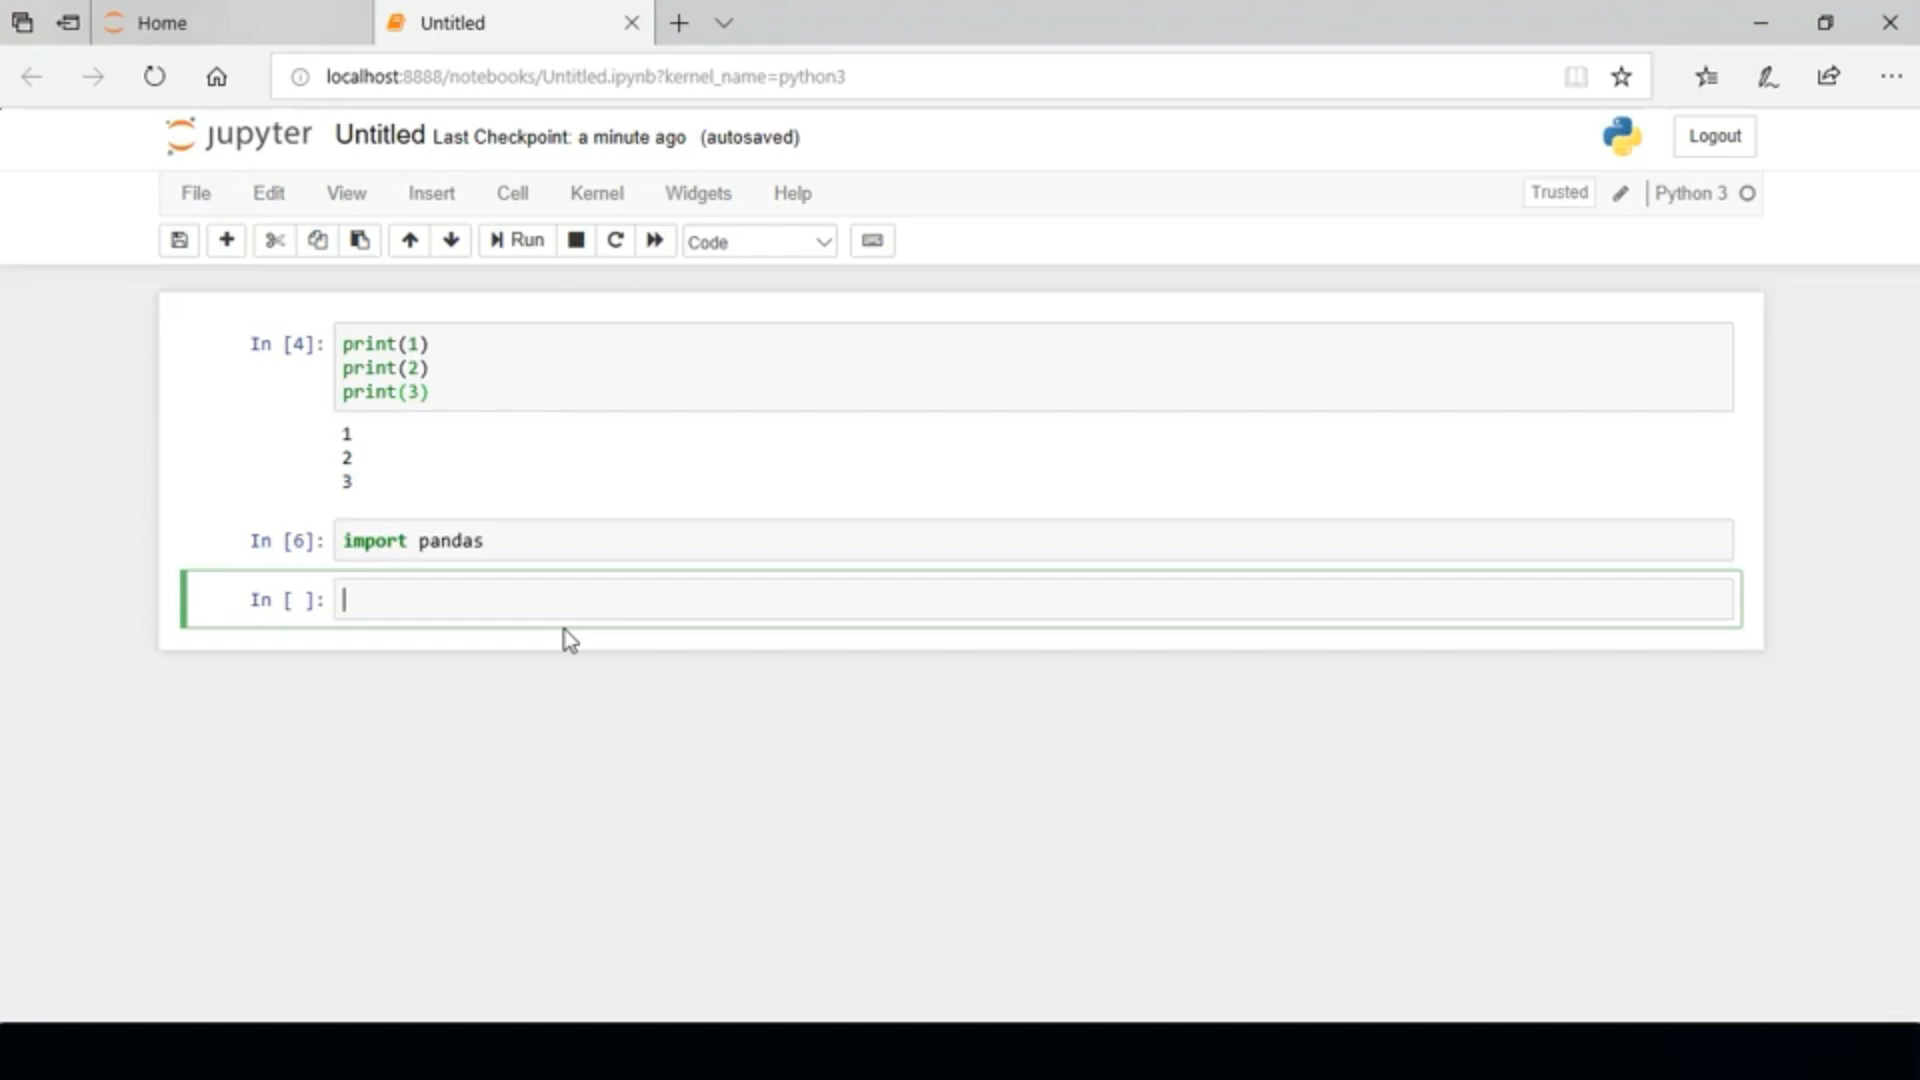 Home
Untitled
localhost:8888/notebooks/Untitled.ipynb?kernel_name=python3
jupyter Untitled Last Checkpoint: a minute ago (autosaved)
Logout
File Edit View Insert Cell Kernel Widgets Help
Trusted
Python 3
Run
Code
In [4]: print(1)
print(2)
print(3)
1
2
3
In [6]: import pandas
In [ ]: